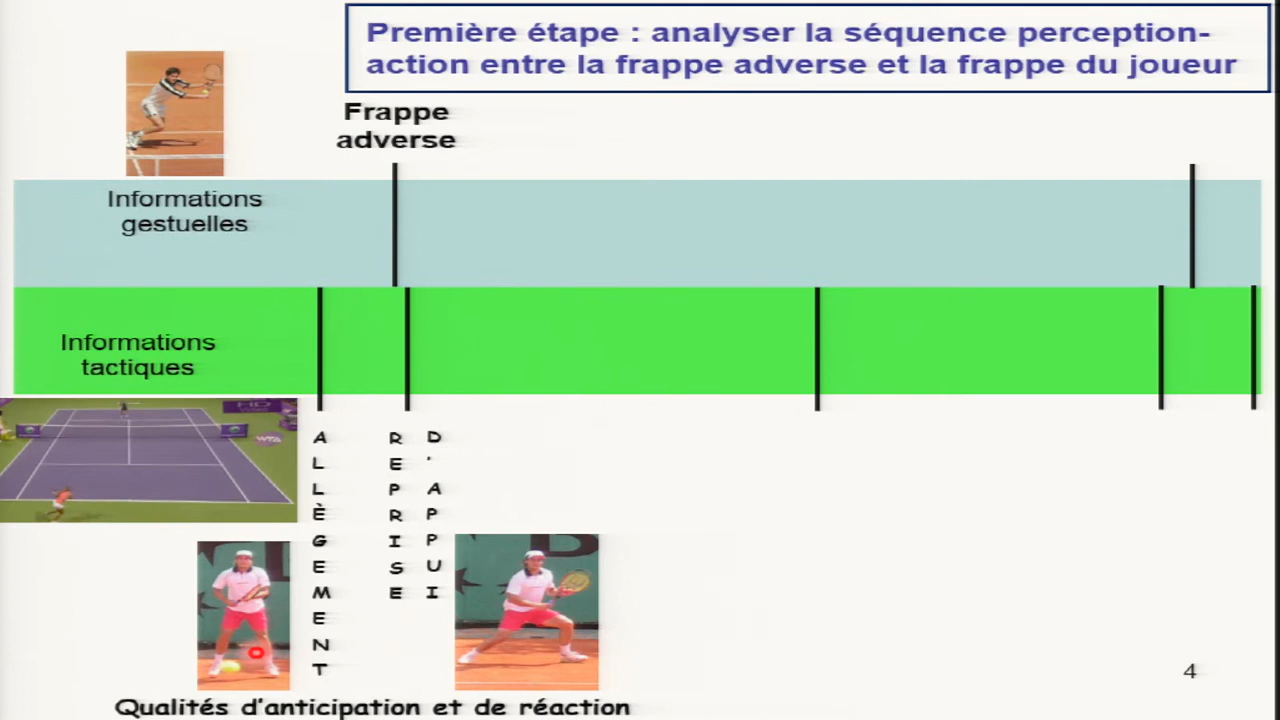 Première étape : analyser la séquence perception-
action entre la frappe adverse et la frappe du joueur
Frappe
adverse
Informations
gestuelles
Informations
tactiques
ALLÈGEMENT
REPRISE
D'APPUI
4
Qualités d'anticipation et de réaction